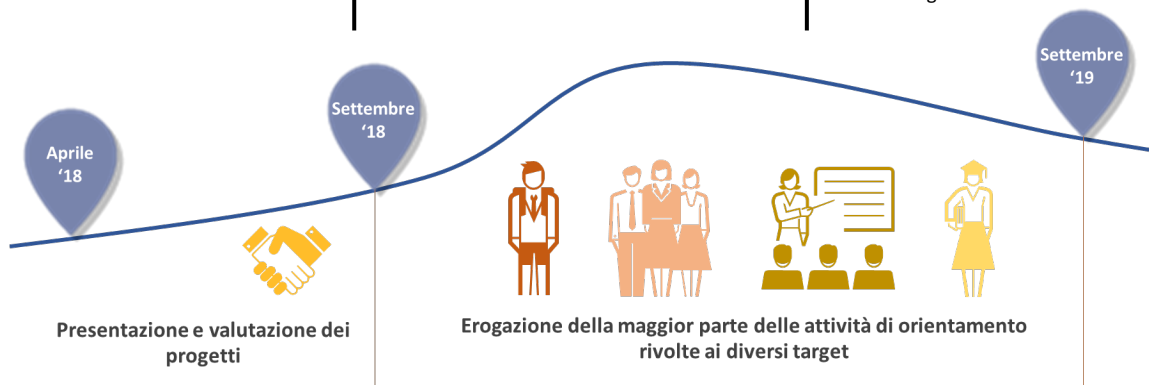 Settembre
'19
Settembre
'18
Aprile
'18
Presentazione e valutazione dei
progetti
Erogazione della maggior parte delle attività di orientamento
rivolte ai diversi target